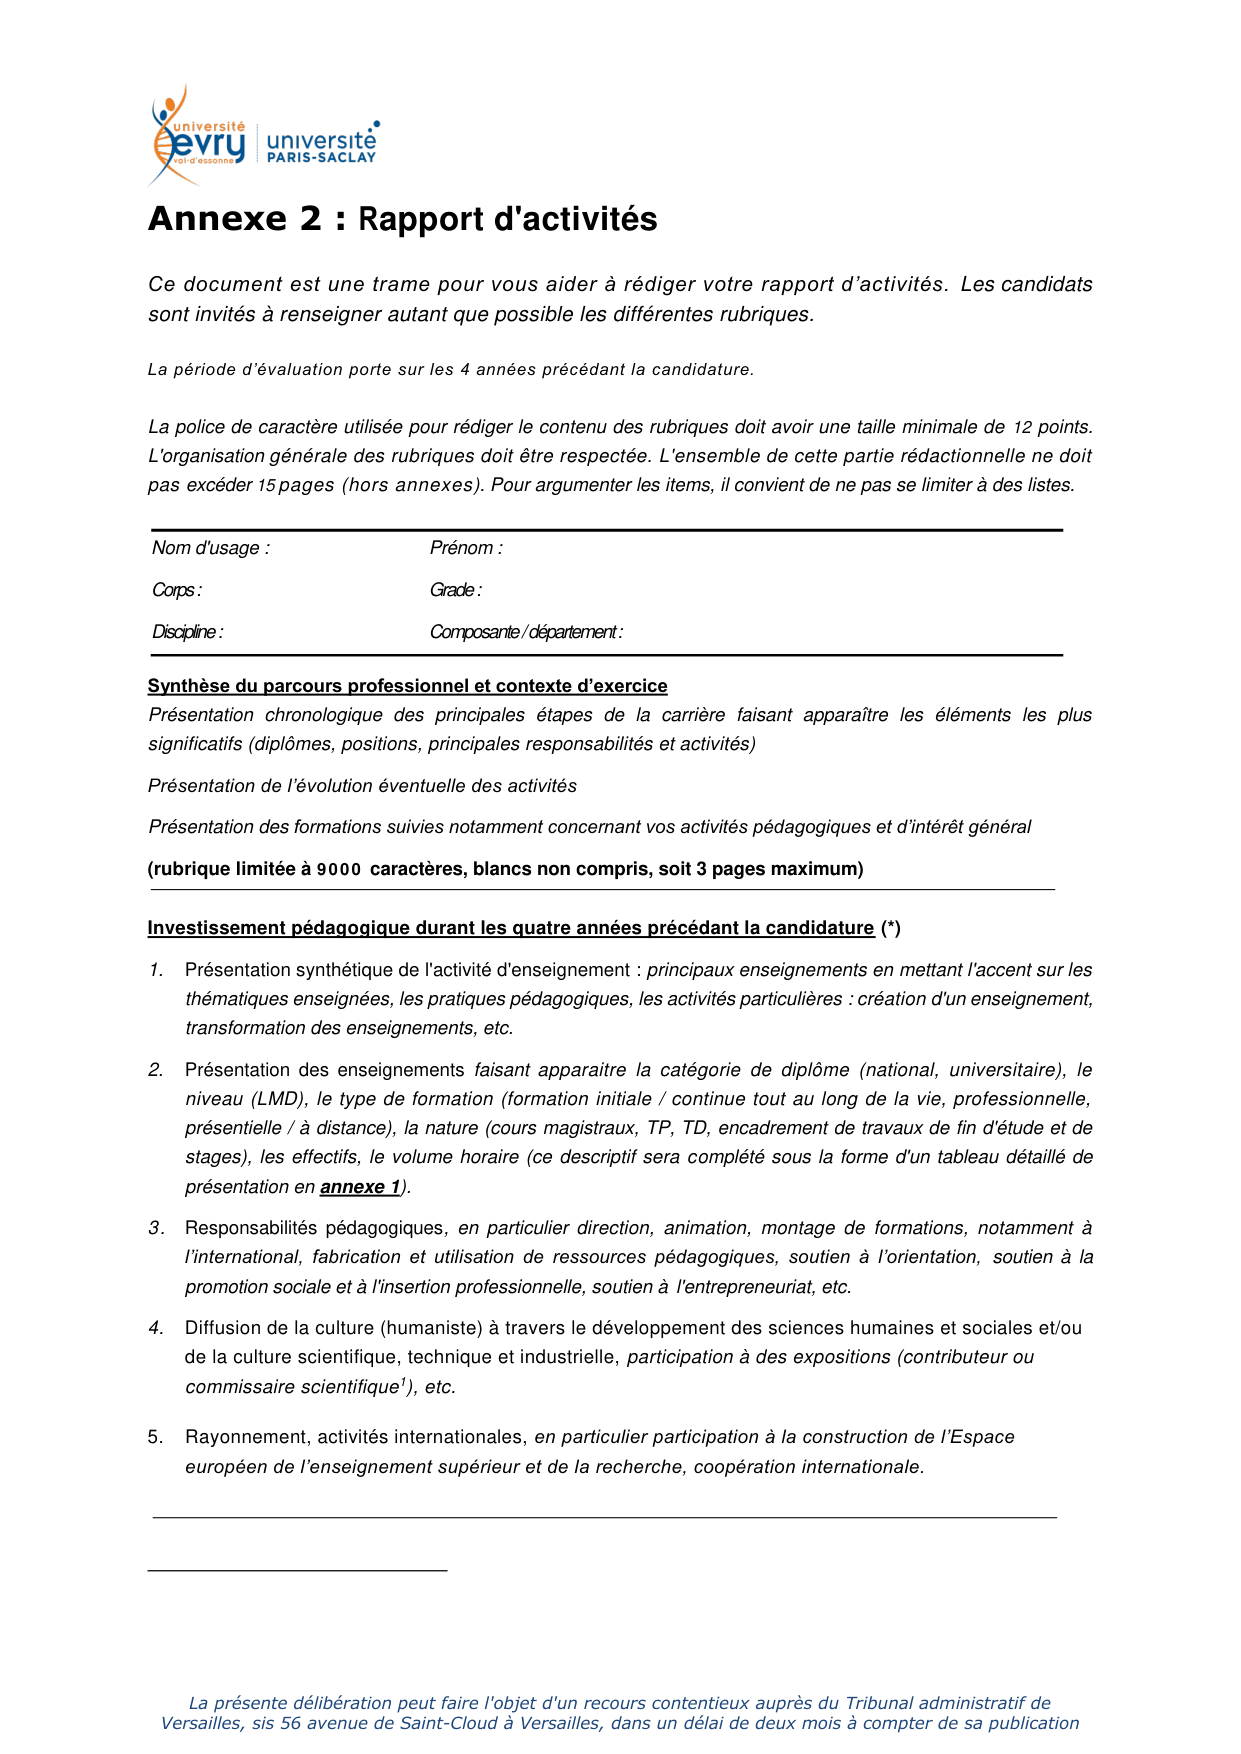 université
evry
val-d'essonne
université
PARIS-SACLAY
Annexe 2 : Rapport d'activités
Ce document est une trame pour vous aider à rédiger votre rapport d’activités. Les candidats
sont invités à renseigner autant que possible les différentes rubriques.
La période d’évaluation porte sur les 4 années précédant la candidature.
La police de caractère utilisée pour rédiger le contenu des rubriques doit avoir une taille minimale de 12 points.
L'organisation générale des rubriques doit être respectée. L'ensemble de cette partie rédactionnelle ne doit
pas excéder 15 pages (hors annexes). Pour argumenter les items, il convient de ne pas se limiter à des listes.
Nom d'usage : Prénom :
Corps : Grade :
Discipline : Composante / département :
Synthèse du parcours professionnel et contexte d’exercice
Présentation chronologique des principales étapes de la carrière faisant apparaître les éléments les plus
significatifs (diplômes, positions, principales responsabilités et activités)
Présentation de l’évolution éventuelle des activités
Présentation des formations suivies notamment concernant vos activités pédagogiques et d’intérêt général
(rubrique limitée à 9000 caractères, blancs non compris, soit 3 pages maximum)
Investissement pédagogique durant les quatre années précédant la candidature (*)
1. Présentation synthétique de l'activité d'enseignement : principaux enseignements en mettant l'accent sur les
thématiques enseignées, les pratiques pédagogiques, les activités particulières : création d'un enseignement,
transformation des enseignements, etc.
2. Présentation des enseignements faisant apparaitre la catégorie de diplôme (national, universitaire), le
niveau (LMD), le type de formation (formation initiale / continue tout au long de la vie, professionnelle,
présentielle / à distance), la nature (cours magistraux, TP, TD, encadrement de travaux de fin d'étude et de
stages), les effectifs, le volume horaire (ce descriptif sera complété sous la forme d'un tableau détaillé de
présentation en annexe 1).
3. Responsabilités pédagogiques, en particulier direction, animation, montage de formations, notamment à
l’international, fabrication et utilisation de ressources pédagogiques, soutien à l’orientation, soutien à la
promotion sociale et à l'insertion professionnelle, soutien à l'entrepreneuriat, etc.
4. Diffusion de la culture (humaniste) à travers le développement des sciences humaines et sociales et/ou
de la culture scientifique, technique et industrielle, participation à des expositions (contributeur ou
commissaire scientifique1), etc.
5. Rayonnement, activités internationales, en particulier participation à la construction de l’Espace
européen de l’enseignement supérieur et de la recherche, coopération internationale.
La présente délibération peut faire l'objet d'un recours contentieux auprès du Tribunal administratif de
Versailles, sis 56 avenue de Saint-Cloud à Versailles, dans un délai de deux mois à compter de sa publication